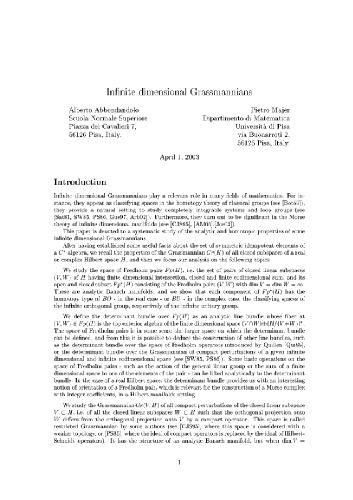 Infinite dimensional Grassmannians
Alberto Abbondandolo
Scuola Normale Superiore
Piazza dei Cavalieri 7,
56126 Pisa, Italy.
Pietro Majer
Dipartimento di Matematica
Università di Pisa
via Buonarroti 2,
56125 Pisa, Italy
April 1, 2003
Introduction
Infinite dimensional Grassmannians play a relevant role in many fields of mathematics. For in-
stance, they appear as classifying spaces in the homotopy theory of classical groups (see
they provide a natural setting to study completely integrable systems and loop groups (see
Furthermore, they turn out to be significant in the Morse
theory of infinite dimensional manifolds (see
This paper is devoted to a systematic study of the analytic and homotopic properties of some
infinite dimensional Grassmannians.
After having established some useful facts about the set of symmetric idempotent elements of
a C* algebra, we recall the properties of the Grassmannian Gr(H) of all closed subspaces of a real
or complex Hilbert space H, and then we focus our analysis on the following topics.
We study the space of Fredholm pairs Fp(H), i.e. the set of pairs of closed linear subspaces
(V, W) of H having finite dimensional intersection, closed and finite codimensional sum, and its
open and closed subset Fp*(H) consisting of the Fredholm pairs (V, W) with dim V = dim W = ∞.
These are analytic Banach manifolds, and we show that each component of Fp*(H) has the
homotopy type of BO - in the real case - or BU - in the complex case, the classifying spaces of
the infinite orthogonal group, respectively of the infinite unitary group.
We define the determinant bundle over Fp(H) as an analytic line bundle whose fiber at
(V, W) ∈ Fp(H) is the top exterior algebra of the finite dimensional space
The space of Fredholm pairs is in some sense the larger space on which the determinant bundle
can be defined, and from this it is possible to deduce the construction of other line bundles, such
as the determinant bundle over the space of Fredholm operators introduced by Quillen
or the determinant bundle over the Grassmannian of compact perturbations of a given infinite
dimensional and infinite codimensional space (see
Some basic operations on the
space of Fredholm pairs - such as the action of the general linear group or the sum of a finite
dimensional space to one of the elements of the pair - can be lifted analytically to the determinant
bundle. In the case of a real Hilbert space, the determinant bundle provides us with an interesting
notion of orientation of a Fredholm pair, which is relevant for the construction of a Morse complex
with integer coefficients, in a Hilbert manifold setting.
We study the Grassmannian Gr(V, H) of all compact perturbations of the closed linear subspace
V ⊂ H, i.e. of all the closed linear subspaces W ⊂ H such that the orthogonal projection onto
W differs from the orthogonal projection onto V by a compact operator. This space is called
restricted Grassmannian by some authors (see
where this space is considered with a
weaker topology, or
where the ideal of compact operators is replaced by the ideal of Hilbert-
Schmidt operators). It has the structure of an analytic Banach manifold, but when dim V =
1